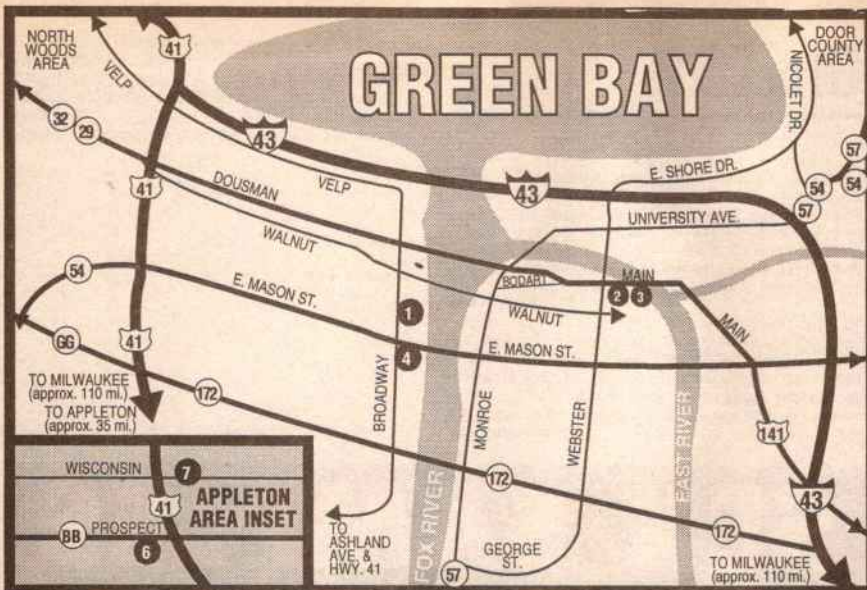 NORTH
WOODS
AREA
41
VELP
GREEN BAY
DOOR
COUNTY
AREA
NICOLET DR.
32
29
43
VELP
41
DOUSMAN
WALNUT
43
E. SHORE DR.
57
54
54
57
UNIVERSITY AVE.
54
E. MASON ST.
BODART
MAIN
2
3
WALNUT
MAIN
1
4
E. MASON ST.
GG
41
172
TO MILWAUKEE
(approx. 110 mi.)
TO APPLETON
(approx. 35 mi.)
BROADWAY
FOX RIVER
MONROE
WEBSTER
EAST RIVER
141
43
172
172
WISCONSIN
7
41
APPLETON
AREA INSET
BB
PROSPECT
6
TO
ASHLAND
AVE. &
HWY. 41
57
GEORGE
ST.
TO MILWAUKEE
(approx. 110 mi.)